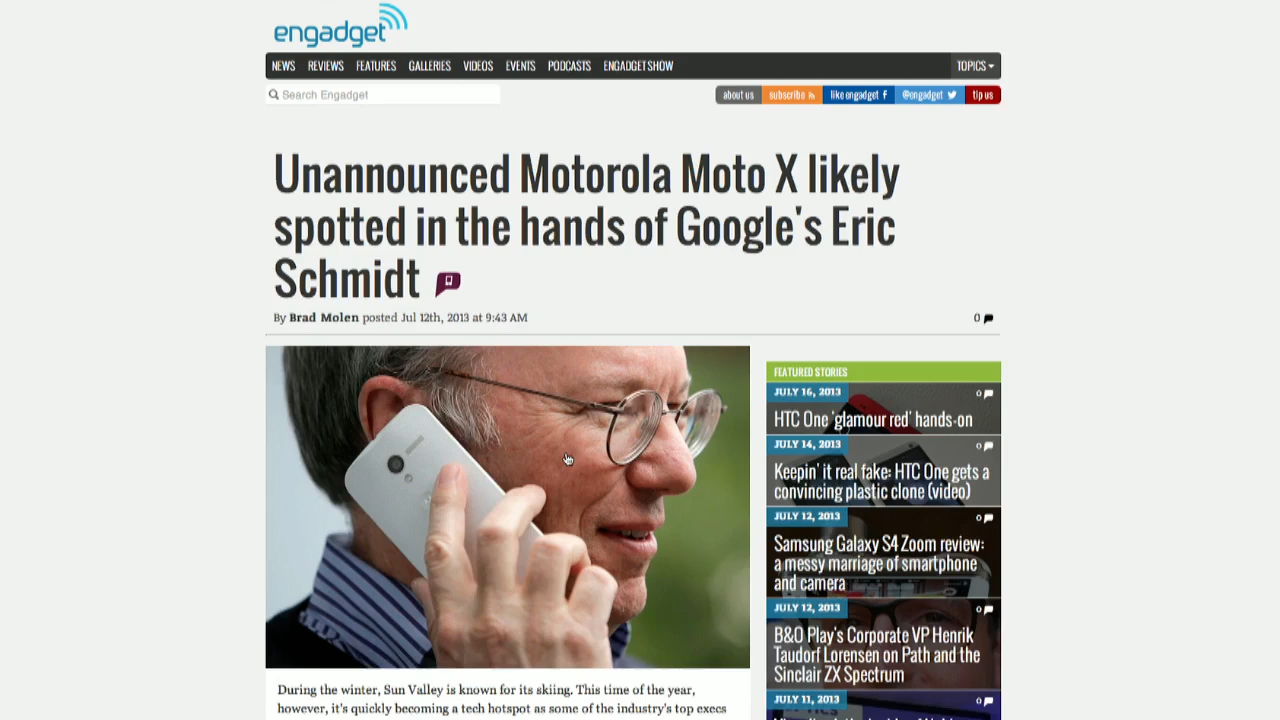 engadget
NEWS REVIEWS FEATURES GALLERIES VIDEOS EVENTS PODCASTS ENGADGET SHOW TOPICS
Search Engadget
about us subscribe like engadget f @engadget tip us
Unannounced Motorola Moto X likely
spotted in the hands of Google's Eric
Schmidt
By Brad Molen posted Jul 12th, 2013 at 9:43 AM 0
FEATURED STORIES
JULY 16, 2013 0
HTC One 'glamour red' hands-on
JULY 14, 2013 0
Keepin' it real fake: HTC One gets a
convincing plastic clone (video)
JULY 12, 2013 0
Samsung Galaxy S4 Zoom review:
a messy marriage of smartphone
and camera
JULY 12, 2013 0
B&O Play's Corporate VP Henrik
Taudorf Lorensen on Path and the
Sinclair ZX Spectrum
JULY 11, 2013 0
During the winter, Sun Valley is known for its skiing. This time of the year,
however, it's quickly becoming a tech hotspot as some of the industry's top execs